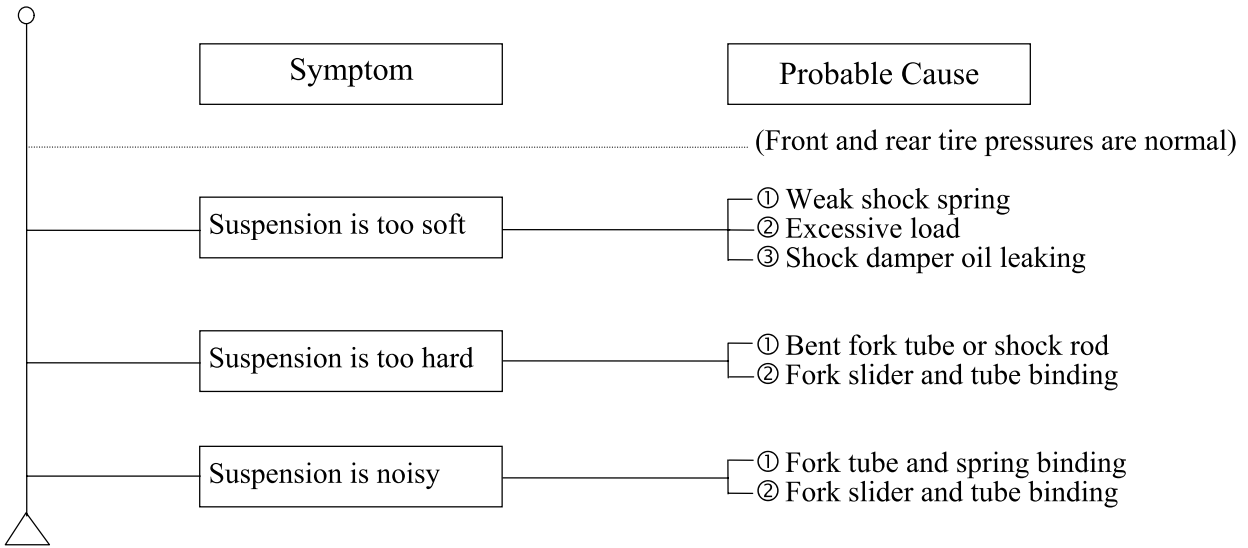 Symptom
Probable Cause
(Front and rear tire pressures are normal)
Suspension is too soft
① Weak shock spring
② Excessive load
③ Shock damper oil leaking
Suspension is too hard
① Bent fork tube or shock rod
② Fork slider and tube binding
Suspension is noisy
① Fork tube and spring binding
② Fork slider and tube binding